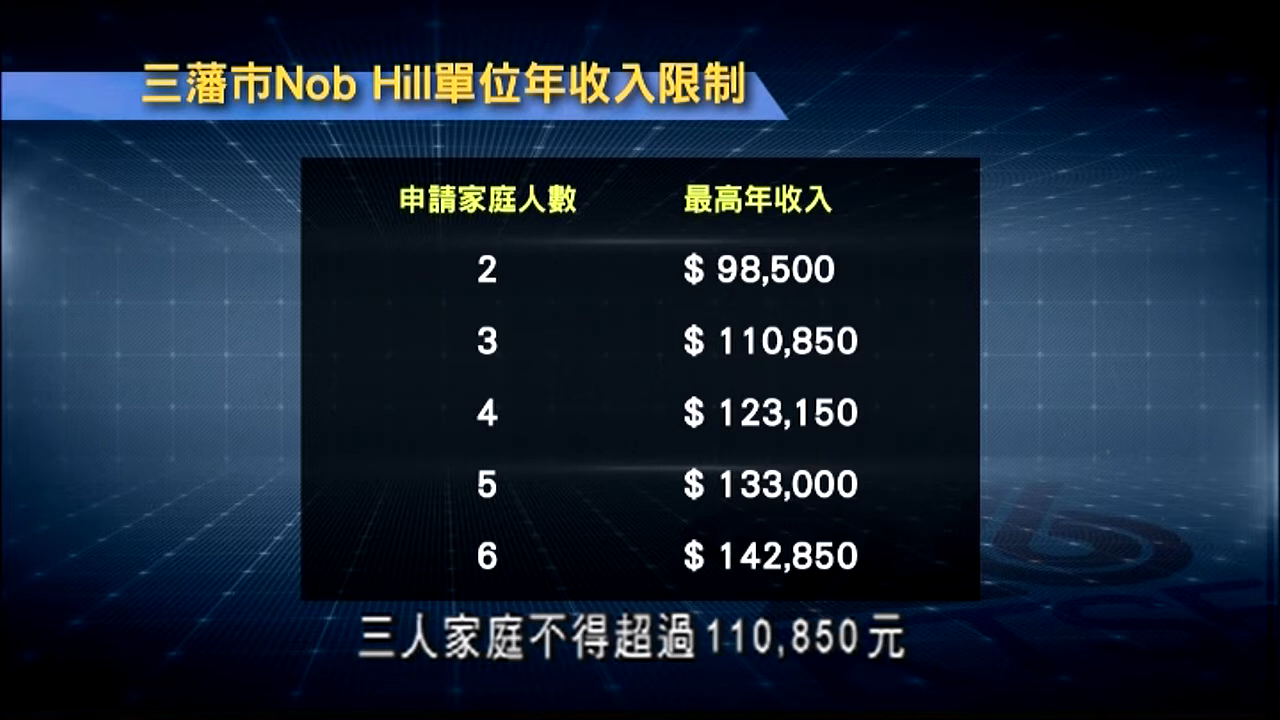 三藩市Nob Hill單位年收入限制
申請家庭人數 最高年收入
2 $ 98,500
3 $ 110,850
4 $ 123,150
5 $ 133,000
6 $ 142,850
三人家庭不得超過110,850元